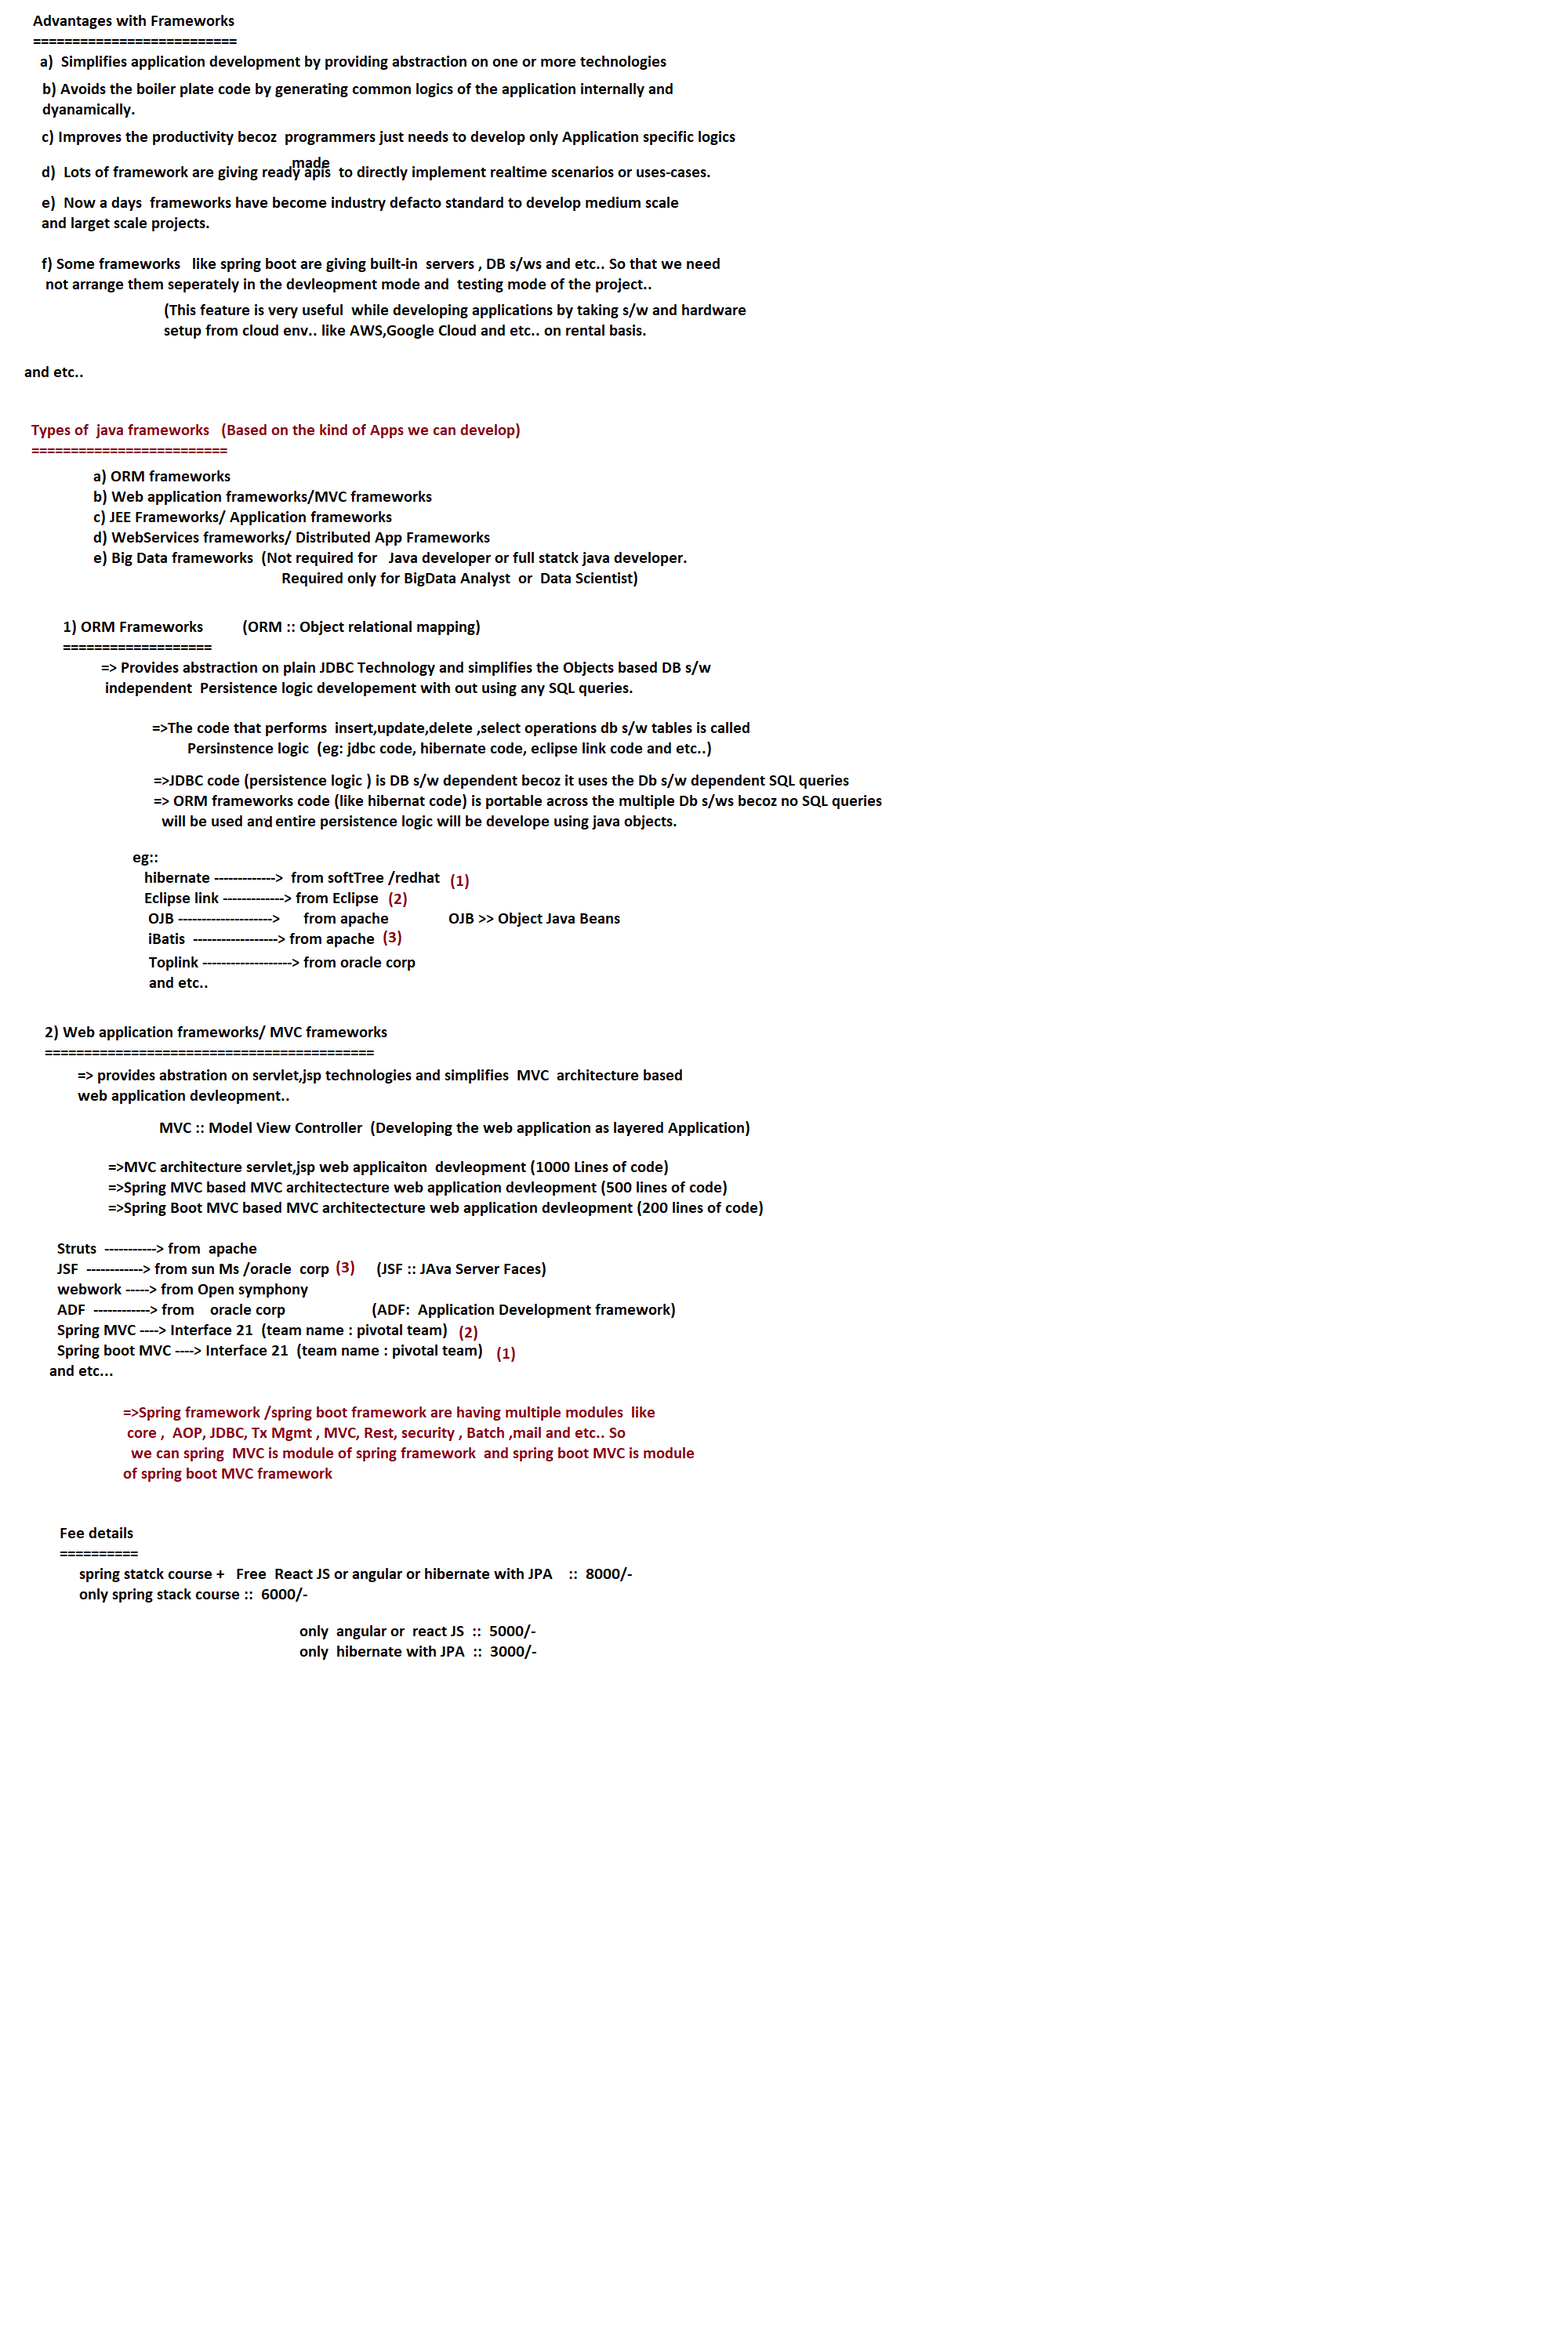 Advantages with Frameworks
==========================
a)  Simplifies application development by providing abstraction on one or more technologies
b) Avoids the boiler plate code by generating common logics of the application internally and
dyanamically.
c) Improves the productivity becoz  programmers just needs to develop only Application specific logics
made
d)  Lots of framework are giving ready apis  to directly implement realtime scenarios or uses-cases.
e)  Now a days  frameworks have become industry defacto standard to develop medium scale
and larget scale projects.
f) Some frameworks   like spring boot are giving built-in  servers , DB s/ws and etc.. So that we need
not arrange them seperately in the devleopment mode and  testing mode of the project..
(This feature is very useful  while developing applications by taking s/w and hardware
setup from cloud env.. like AWS,Google Cloud and etc.. on rental basis.
and etc..
Types of  java frameworks   (Based on the kind of Apps we can develop)
=========================
a) ORM frameworks
b) Web application frameworks/MVC frameworks
c) JEE Frameworks/ Application frameworks
d) WebServices frameworks/ Distributed App Frameworks
e) Big Data frameworks  (Not required for   Java developer or full statck java developer.
Required only for BigData Analyst  or  Data Scientist)
1) ORM Frameworks          (ORM :: Object relational mapping)
===================
=> Provides abstraction on plain JDBC Technology and simplifies the Objects based DB s/w
independent  Persistence logic developement with out using any SQL queries.
=>The code that performs  insert,update,delete ,select operations db s/w tables is called
Persinstence logic  (eg: jdbc code, hibernate code, eclipse link code and etc..)
=>JDBC code (persistence logic ) is DB s/w dependent becoz it uses the Db s/w dependent SQL queries
=> ORM frameworks code (like hibernat code) is portable across the multiple Db s/ws becoz no SQL queries
will be used and entire persistence logic will be develope using java objects.
eg::
hibernate ------------->  from softTree /redhat  (1)
Eclipse link -------------> from Eclipse  (2)
OJB -------------------->      from apache               OJB >> Object Java Beans
iBatis  ------------------> from apache  (3)
Toplink -------------------> from oracle corp
and etc..
2) Web application frameworks/ MVC frameworks
==========================================
=> provides abstration on servlet,jsp technologies and simplifies  MVC  architecture based
web application devleopment..
MVC :: Model View Controller  (Developing the web application as layered Application)
=>MVC architecture servlet,jsp web applicaiton  devleopment (1000 Lines of code)
=>Spring MVC based MVC architectecture web application devleopment (500 lines of code)
=>Spring Boot MVC based MVC architectecture web application devleopment (200 lines of code)
Struts  -----------> from  apache
JSF  ------------> from sun Ms /oracle  corp  (3)     (JSF :: JAva Server Faces)
webwork -----> from Open symphony
ADF  ------------> from    oracle corp                      (ADF:  Application Development framework)
Spring MVC ----> Interface 21  (team name : pivotal team)   (2)
Spring boot MVC ----> Interface 21  (team name : pivotal team)   (1)
and etc...
=>Spring framework /spring boot framework are having multiple modules  like
core ,  AOP, JDBC, Tx Mgmt , MVC, Rest, security , Batch ,mail and etc.. So
we can spring  MVC is module of spring framework  and spring boot MVC is module
of spring boot MVC framework
Fee details
==========
spring statck course +   Free  React JS or angular or hibernate with JPA    ::  8000/-
only spring stack course ::  6000/-
only  angular or  react JS  ::  5000/-
only  hibernate with JPA  ::  3000/-